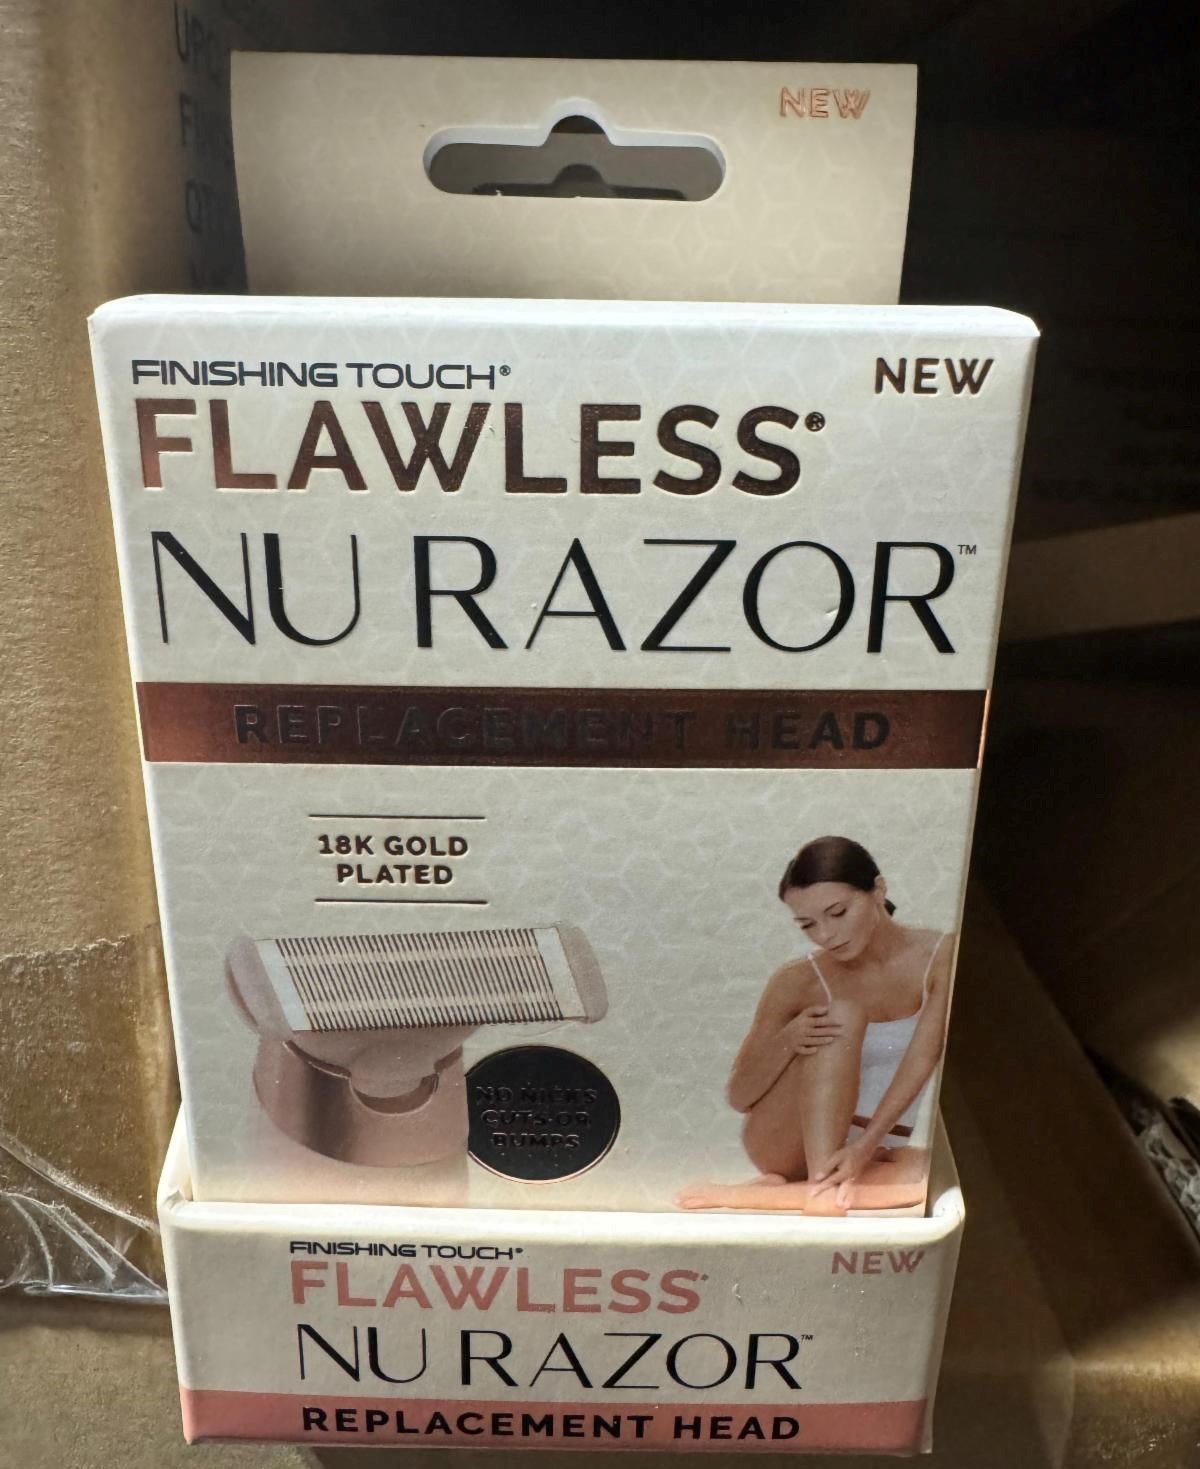 NEW
FINISHING TOUCH®
NEW
FLAWLESS®
NU RAZOR™
REPLACEMENT HEAD
18K GOLD
PLATED
NO NICKS
CUTS OR
BUMPS
FINISHING TOUCH®
NEW
FLAWLESS®
NU RAZOR™
REPLACEMENT HEAD